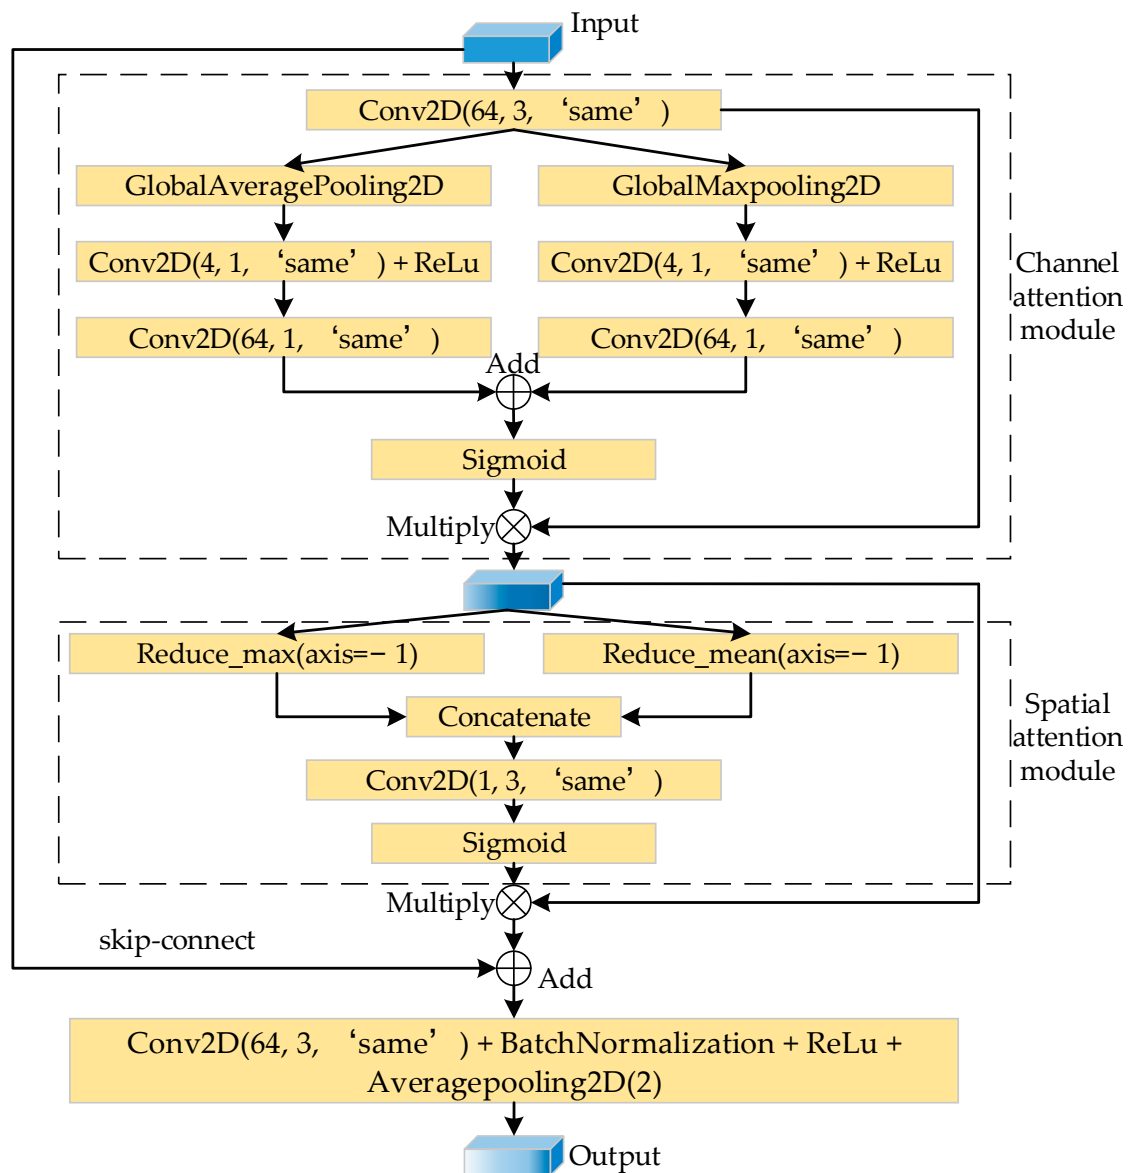 Input
Conv2D(64, 3, ‘same’ )
GlobalAveragePooling2D
GlobalMaxpooling2D
Conv2D(4, 1, ‘same’ ) + ReLu
Conv2D(4, 1, ‘same’ ) + ReLu
Channel
attention
module
Conv2D(64, 1, ‘same’ )
Conv2D(64, 1, ‘same’ )
Add
Sigmoid
Multiply
Reduce_max(axis=− 1)
Reduce_mean(axis=− 1)
Concatenate
Spatial
attention
module
Conv2D(1, 3, ‘same’ )
Sigmoid
Multiply
skip-connect
Add
Conv2D(64, 3, ‘same’ ) + BatchNormalization + ReLu +
Averagepooling2D(2)
Output